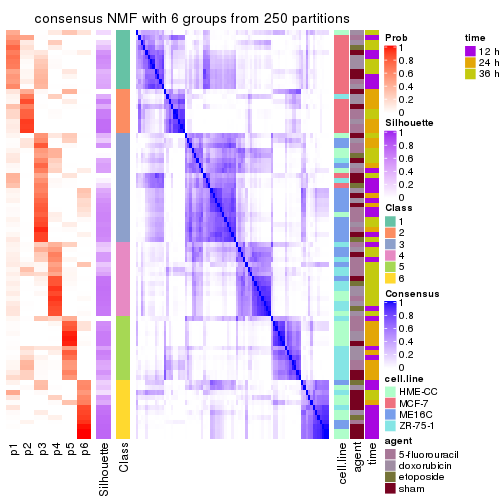 consensus NMF with 6 groups from 250 partitions
p1
p2
p3
p4
p5
p6
Silhouette
Class
cell.line
agent
time
Prob
1
0.8
0.6
0.4
0.2
0
Silhouette
1
0.8
0.6
0.4
0.2
0
Class
1
2
3
4
5
6
Consensus
1
0.8
0.6
0.4
0.2
0
cell.line
HME-CC
MCF-7
ME16C
ZR-75-1
agent
5-fluorouracil
doxorubicin
etoposide
sham
time
12 h
24 h
36 h